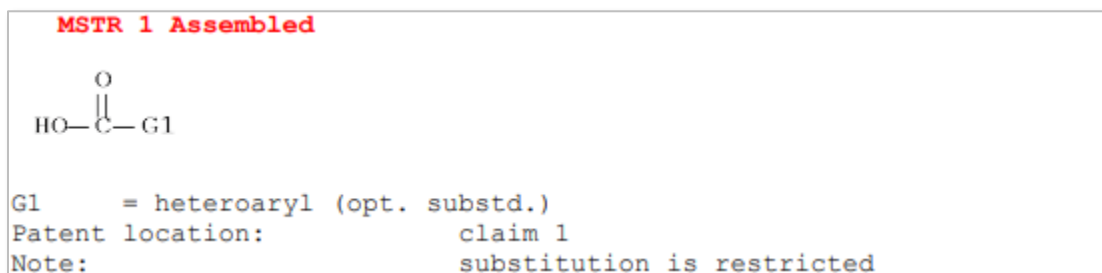 MSTR 1 Assembled
O
HO—C—G1
G1 = heteroaryl (opt. substd.)
Patent location: claim 1
Note: substitution is restricted